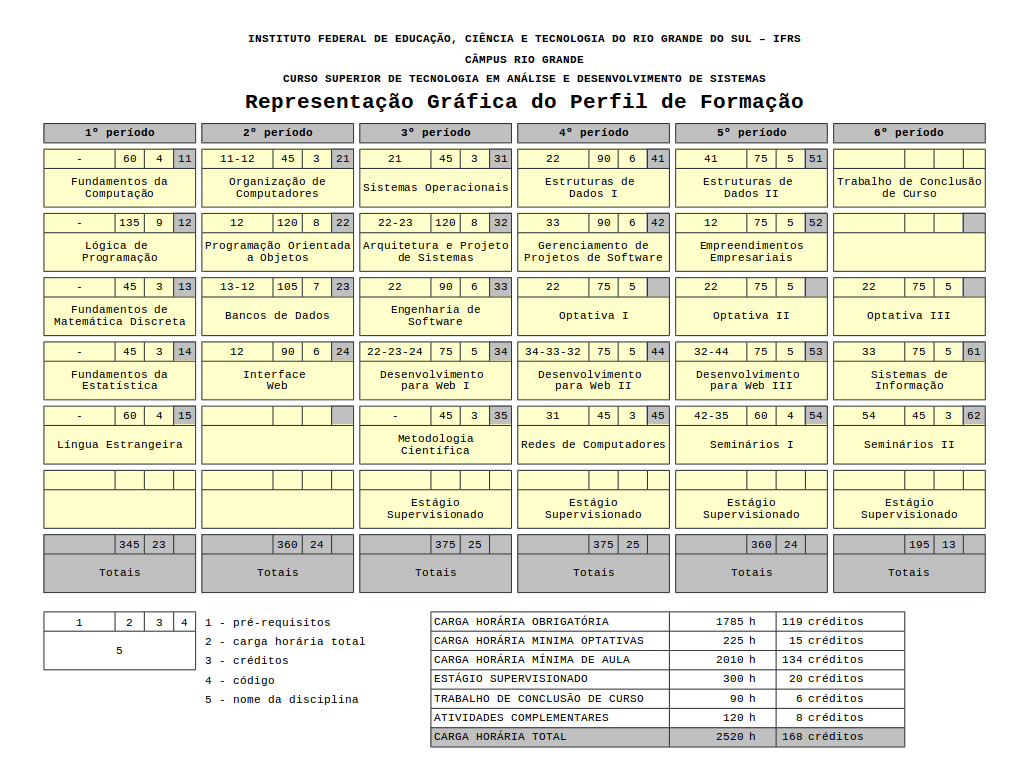 INSTITUTO FEDERAL DE EDUCAÇÃO, CIÊNCIA E TECNOLOGIA DO RIO GRANDE DO SUL – IFRS
CÂMPUS RIO GRANDE
CURSO SUPERIOR DE TECNOLOGIA EM ANÁLISE E DESENVOLVIMENTO DE SISTEMAS
Representação Gráfica do Perfil de Formação
1º período 2º período 3º período 4º período 5º período 6º período
- 60 4 11 11-12 45 3 21 21 45 3 31 22 90 6 41 41 75 5 51
Fundamentos da Computação Organização de Computadores Sistemas Operacionais Estruturas de Dados I Estruturas de Dados II Trabalho de Conclusão de Curso
- 135 9 12 12 120 8 22 22-23 120 8 32 33 90 6 42 12 75 5 52
Lógica de Programação Programação Orientada a Objetos Arquitetura e Projeto de Sistemas Gerenciamento de Projetos de Software Empreendimentos Empresariais
- 45 3 13 13-12 105 7 23 22 90 6 33 22 75 5 22 75 5 22 75 5
Fundamentos de Matemática Discreta Bancos de Dados Engenharia de Software Optativa I Optativa II Optativa III
- 45 3 14 12 90 6 24 22-23-24 75 5 34 34-33-32 75 5 44 32-44 75 5 53 33 75 5 61
Fundamentos da Estatística Interface Web Desenvolvimento para Web I Desenvolvimento para Web II Desenvolvimento para Web III Sistemas de Informação
- 60 4 15 - 45 3 35 31 45 3 45 42-35 60 4 54 54 45 3 62
Língua Estrangeira Metodologia Científica Redes de Computadores Seminários I Seminários II
Estágio Supervisionado Estágio Supervisionado Estágio Supervisionado Estágio Supervisionado
345 23 360 24 375 25 375 25 360 24 195 13
Totais Totais Totais Totais Totais Totais
1 2 3 4
5
1 - pré-requisitos
2 - carga horária total
3 - créditos
4 - código
5 - nome da disciplina
CARGA HORÁRIA OBRIGATÓRIA 1785 h 119 créditos
CARGA HORÁRIA MINIMA OPTATIVAS 225 h 15 créditos
CARGA HORÁRIA MÍNIMA DE AULA 2010 h 134 créditos
ESTÁGIO SUPERVISIONADO 300 h 20 créditos
TRABALHO DE CONCLUSÃO DE CURSO 90 h 6 créditos
ATIVIDADES COMPLEMENTARES 120 h 8 créditos
CARGA HORÁRIA TOTAL 2520 h 168 créditos